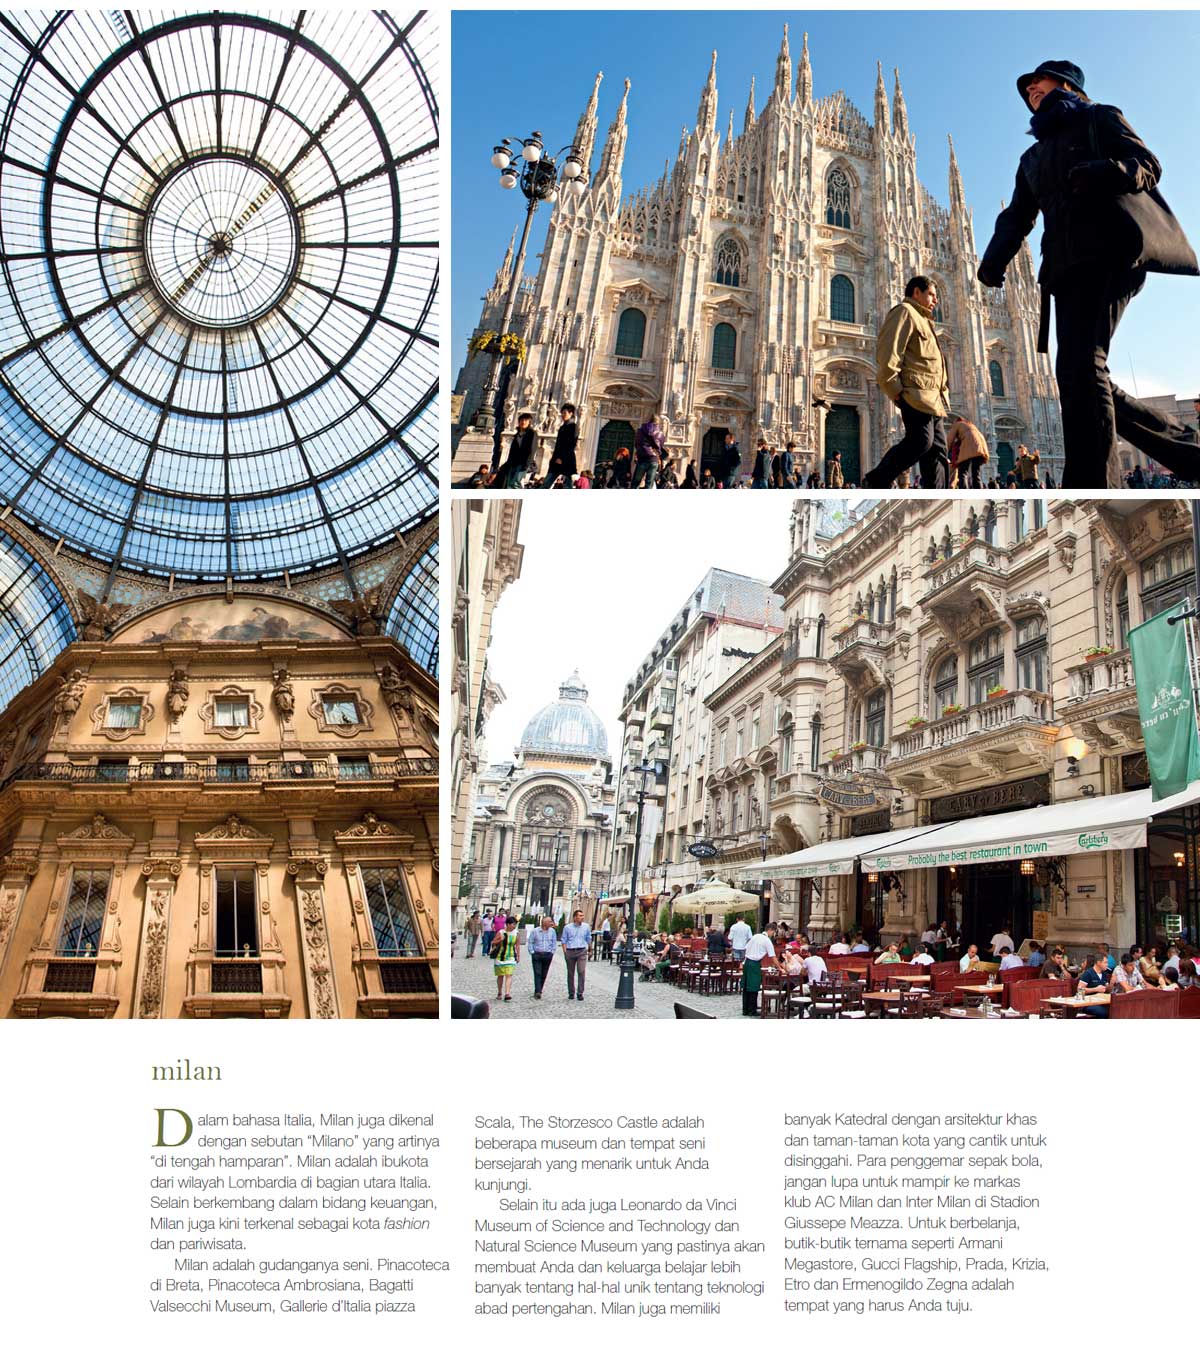 CARU CU BERE
Carlsberg
Probably the best restaurant in town
milan
Dalam bahasa Italia, Milan juga dikenal
dengan sebutan “Milano” yang artinya
“di tengah hamparan”. Milan adalah ibukota
dari wilayah Lombardia di bagian utara Italia.
Selain berkembang dalam bidang keuangan,
Milan juga kini terkenal sebagai kota fashion
dan pariwisata.
Milan adalah gudanganya seni. Pinacoteca
di Breta, Pinacoteca Ambrosiana, Bagatti
Valsecchi Museum, Gallerie d’Italia piazza
Scala, The Storzesco Castle adalah
beberapa museum dan tempat seni
bersejarah yang menarik untuk Anda
kunjungi.
Selain itu ada juga Leonardo da Vinci
Museum of Science and Technology dan
Natural Science Museum yang pastinya akan
membuat Anda dan keluarga belajar lebih
banyak tentang hal-hal unik tentang teknologi
abad pertengahan. Milan juga memiliki
banyak Katedral dengan arsitektur khas
dan taman-taman kota yang cantik untuk
disinggahi. Para penggemar sepak bola,
jangan lupa untuk mampir ke markas
klub AC Milan dan Inter Milan di Stadion
Giussepe Meazza. Untuk berbelanja,
butik-butik ternama seperti Armani
Megastore, Gucci Flagship, Prada, Krizia,
Etro dan Ermenogildo Zegna adalah
tempat yang harus Anda tuju.